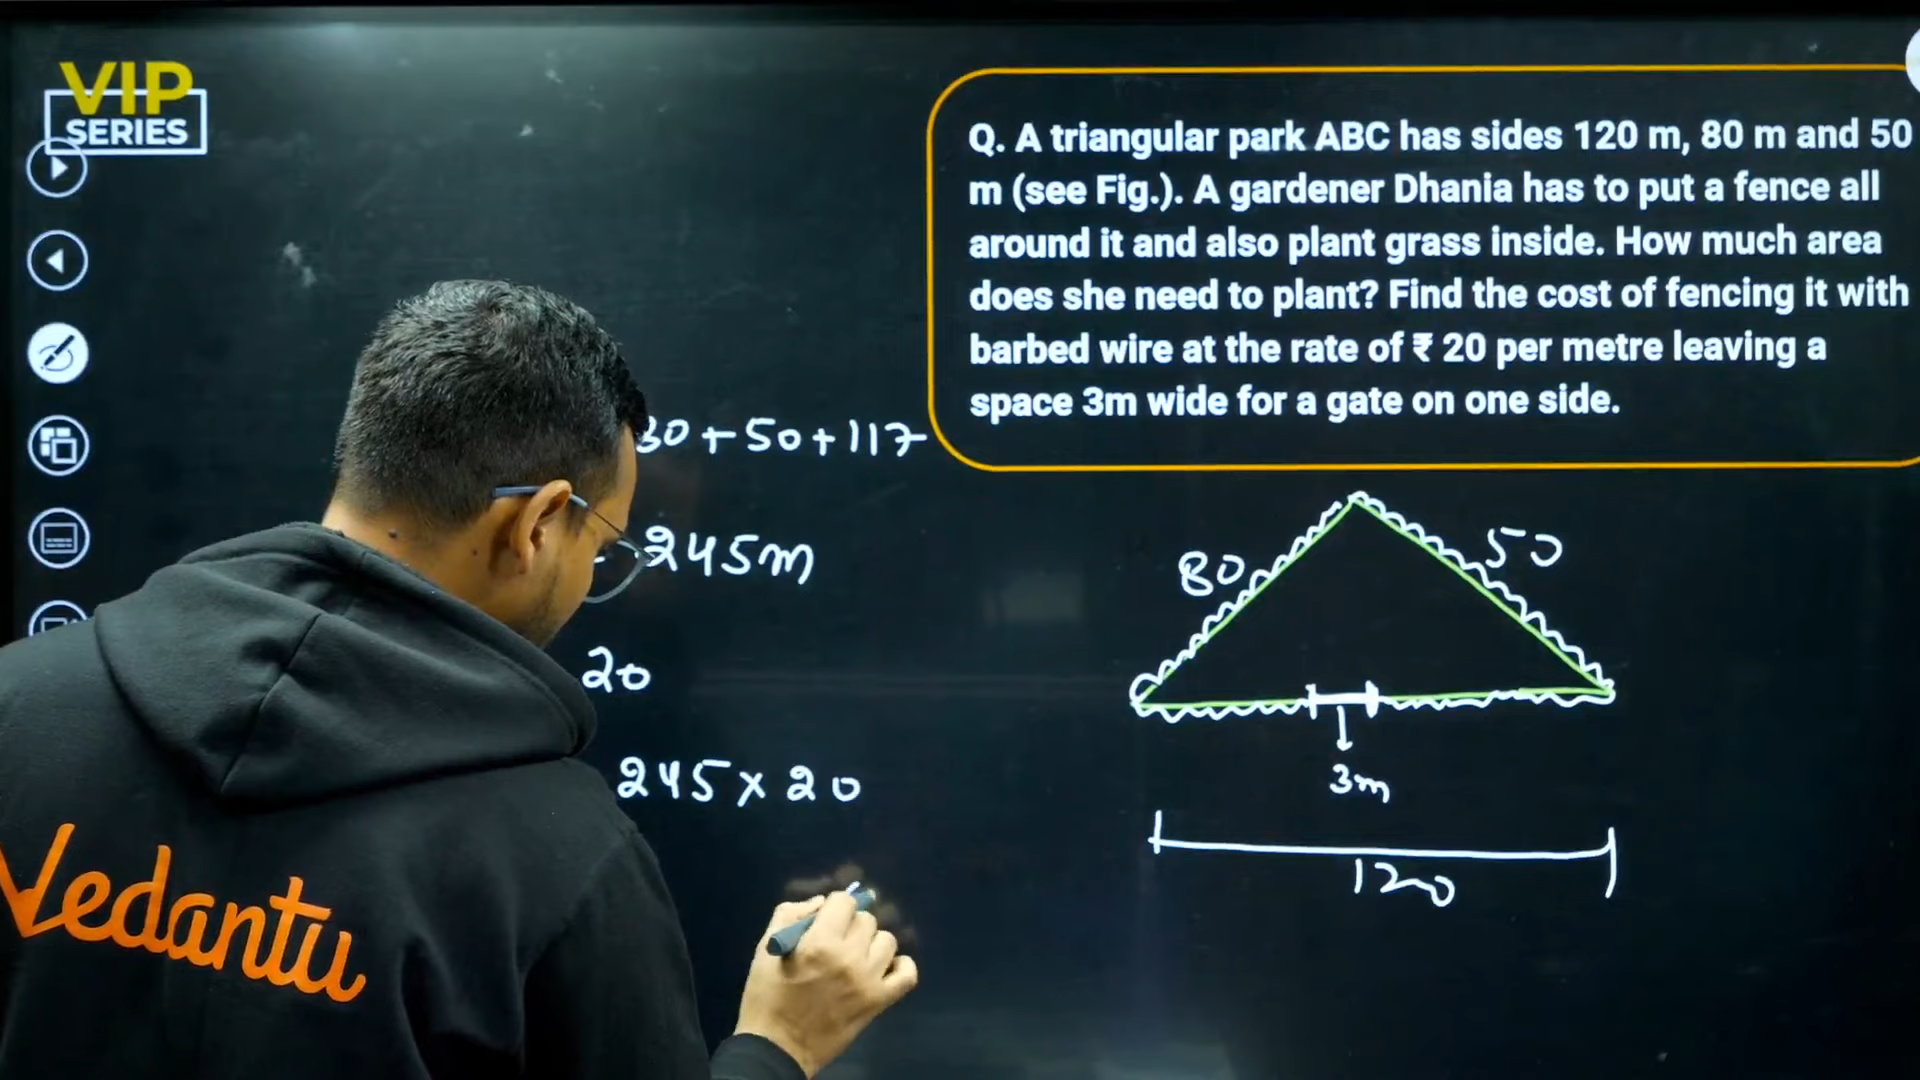 VIP
SERIES
Q. A triangular park ABC has sides 120 m, 80 m and 50
m (see Fig.). A gardener Dhania has to put a fence all
around it and also plant grass inside. How much area
does she need to plant? Find the cost of fencing it with
barbed wire at the rate of ₹ 20 per metre leaving a
space 3m wide for a gate on one side.
80+50+117
245m
20
245×20
80
50
3m
120
Vedantu